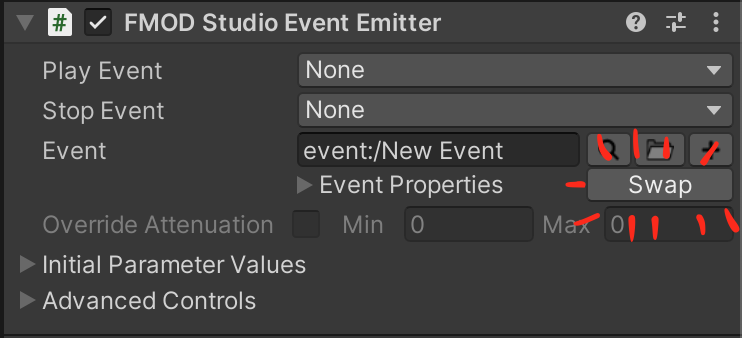 FMOD Studio Event Emitter
Play Event None
Stop Event None
Event event:/New Event
Event Properties Swap
Override Attenuation Min 0 Max 0
Initial Parameter Values
Advanced Controls